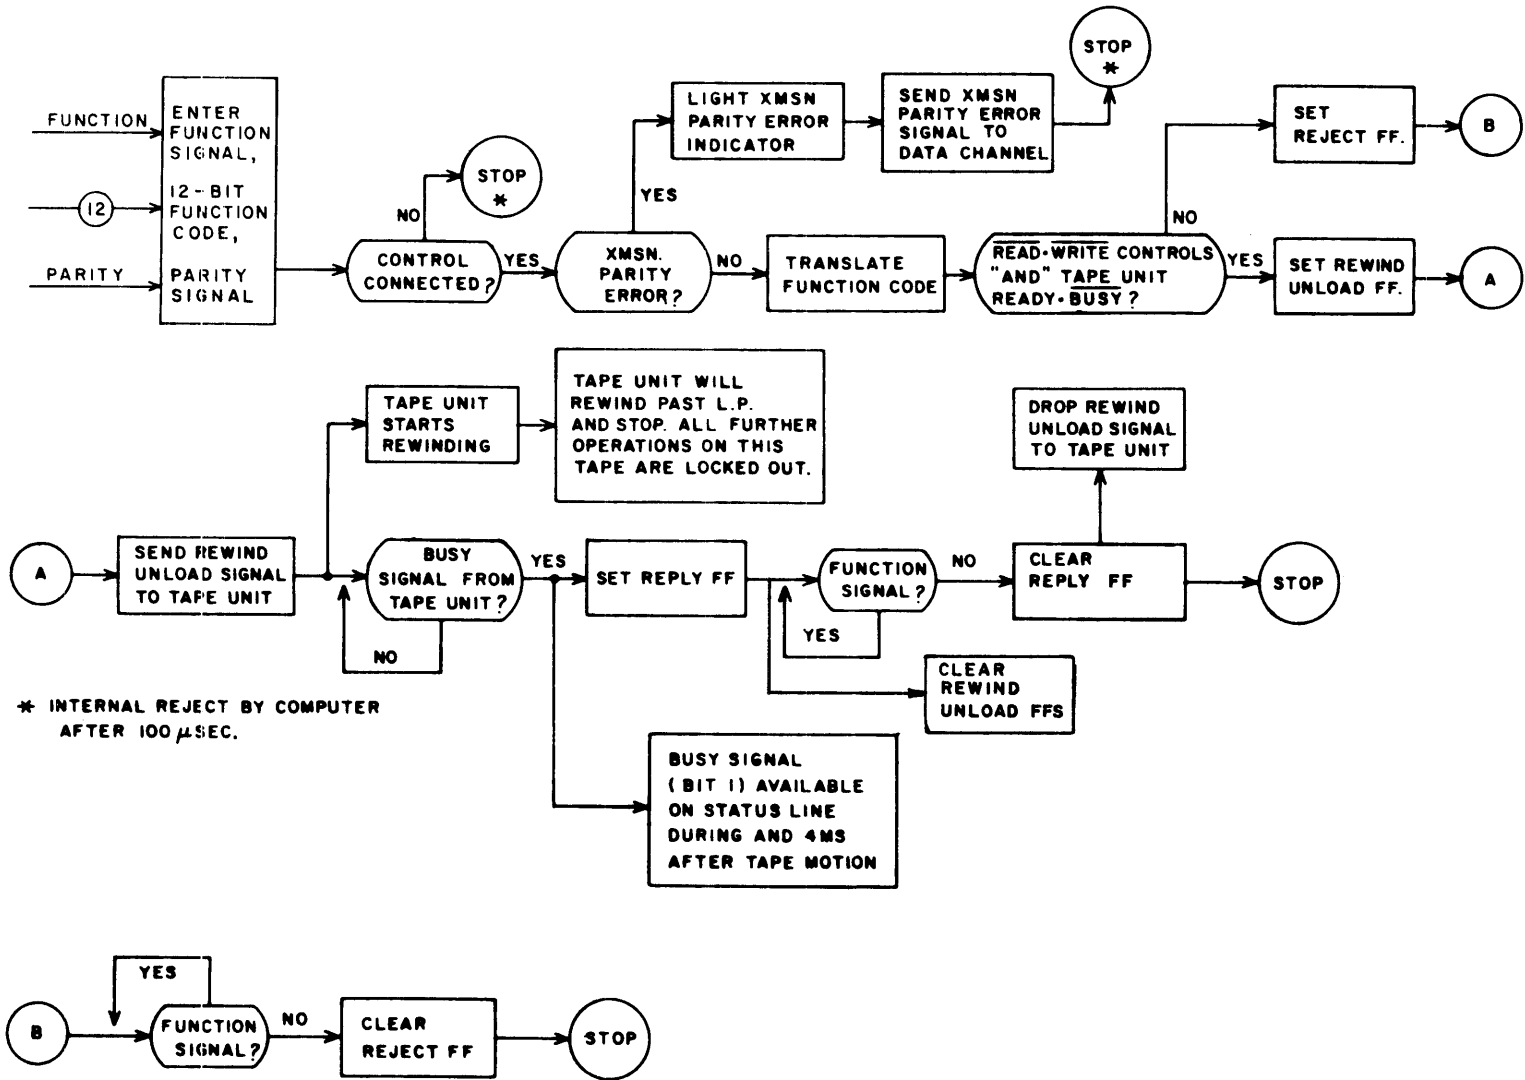 FUNCTION
12
PARITY
ENTER
FUNCTION
SIGNAL,
12-BIT
FUNCTION
CODE,
PARITY
SIGNAL
CONTROL
CONNECTED?
NO
STOP
*
YES
XMSN.
PARITY
ERROR?
YES
LIGHT XMSN
PARITY ERROR
INDICATOR
SEND XMSN
PARITY ERROR
SIGNAL TO
DATA CHANNEL
STOP
*
NO
TRANSLATE
FUNCTION CODE
R̅E̅A̅D̅·W̅R̅I̅T̅E̅ CONTROLS
"AND" TAPE UNIT
READY·B̅U̅S̅Y̅?
NO
SET
REJECT FF.
B
YES
SET REWIND
UNLOAD FF.
A
A
SEND REWIND
UNLOAD SIGNAL
TO TAPE UNIT
TAPE UNIT
STARTS
REWINDING
TAPE UNIT WILL
REWIND PAST L.P.
AND STOP. ALL FURTHER
OPERATIONS ON THIS
TAPE ARE LOCKED OUT.
BUSY
SIGNAL FROM
TAPE UNIT?
NO
YES
SET REPLY FF
FUNCTION
SIGNAL?
YES
NO
CLEAR
REPLY FF
DROP REWIND
UNLOAD SIGNAL
TO TAPE UNIT
STOP
CLEAR
REWIND
UNLOAD FFS
BUSY SIGNAL
(BIT 1) AVAILABLE
ON STATUS LINE
DURING AND 4MS
AFTER TAPE MOTION
* INTERNAL REJECT BY COMPUTER
AFTER 100 μSEC.
B
YES
FUNCTION
SIGNAL?
NO
CLEAR
REJECT FF
STOP